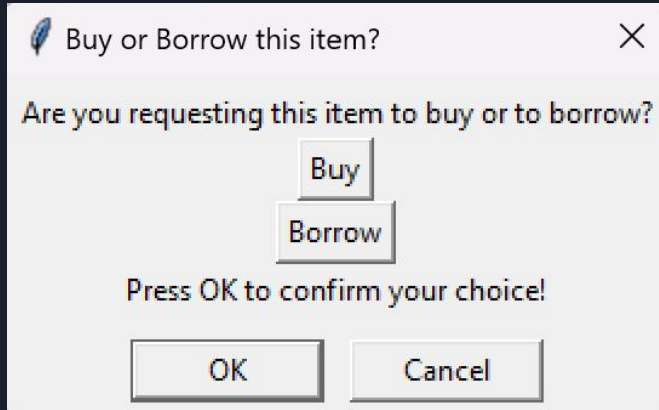 Buy or Borrow this item?
Are you requesting this item to buy or to borrow?
Buy
Borrow
Press OK to confirm your choice!
OK Cancel